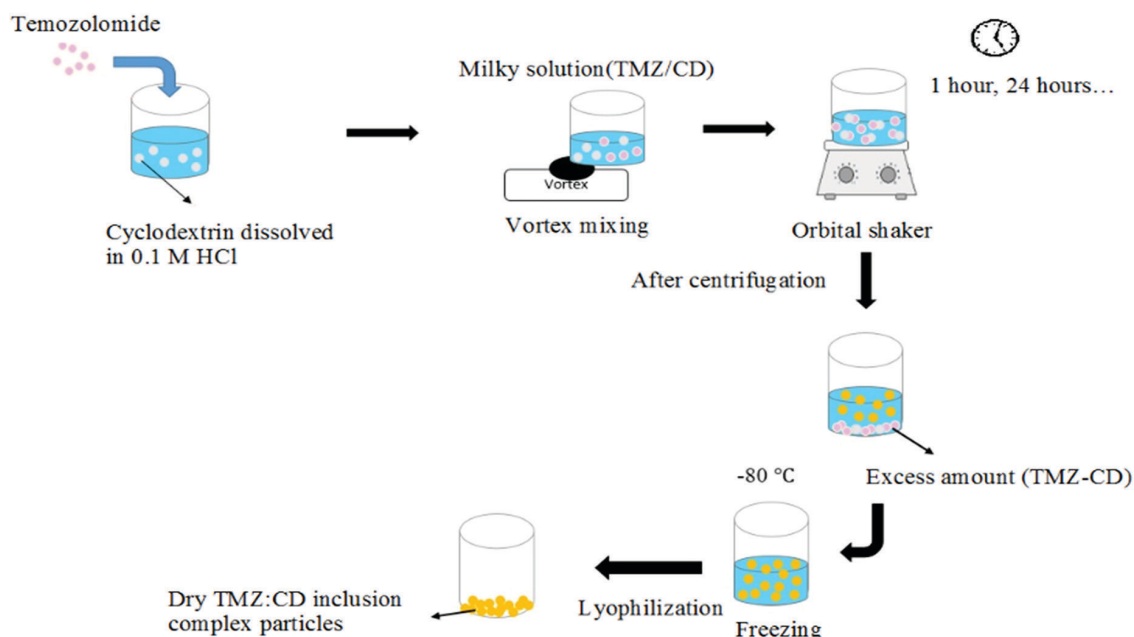 Temozolomide
Cyclodextrin dissolved
in 0.1 M HCl
Milky solution(TMZ/CD)
Vortex
Vortex mixing
1 hour, 24 hours…
Orbital shaker
After centrifugation
Excess amount (TMZ-CD)
-80 °C
Freezing
Lyophilization
Dry TMZ:CD inclusion
complex particles